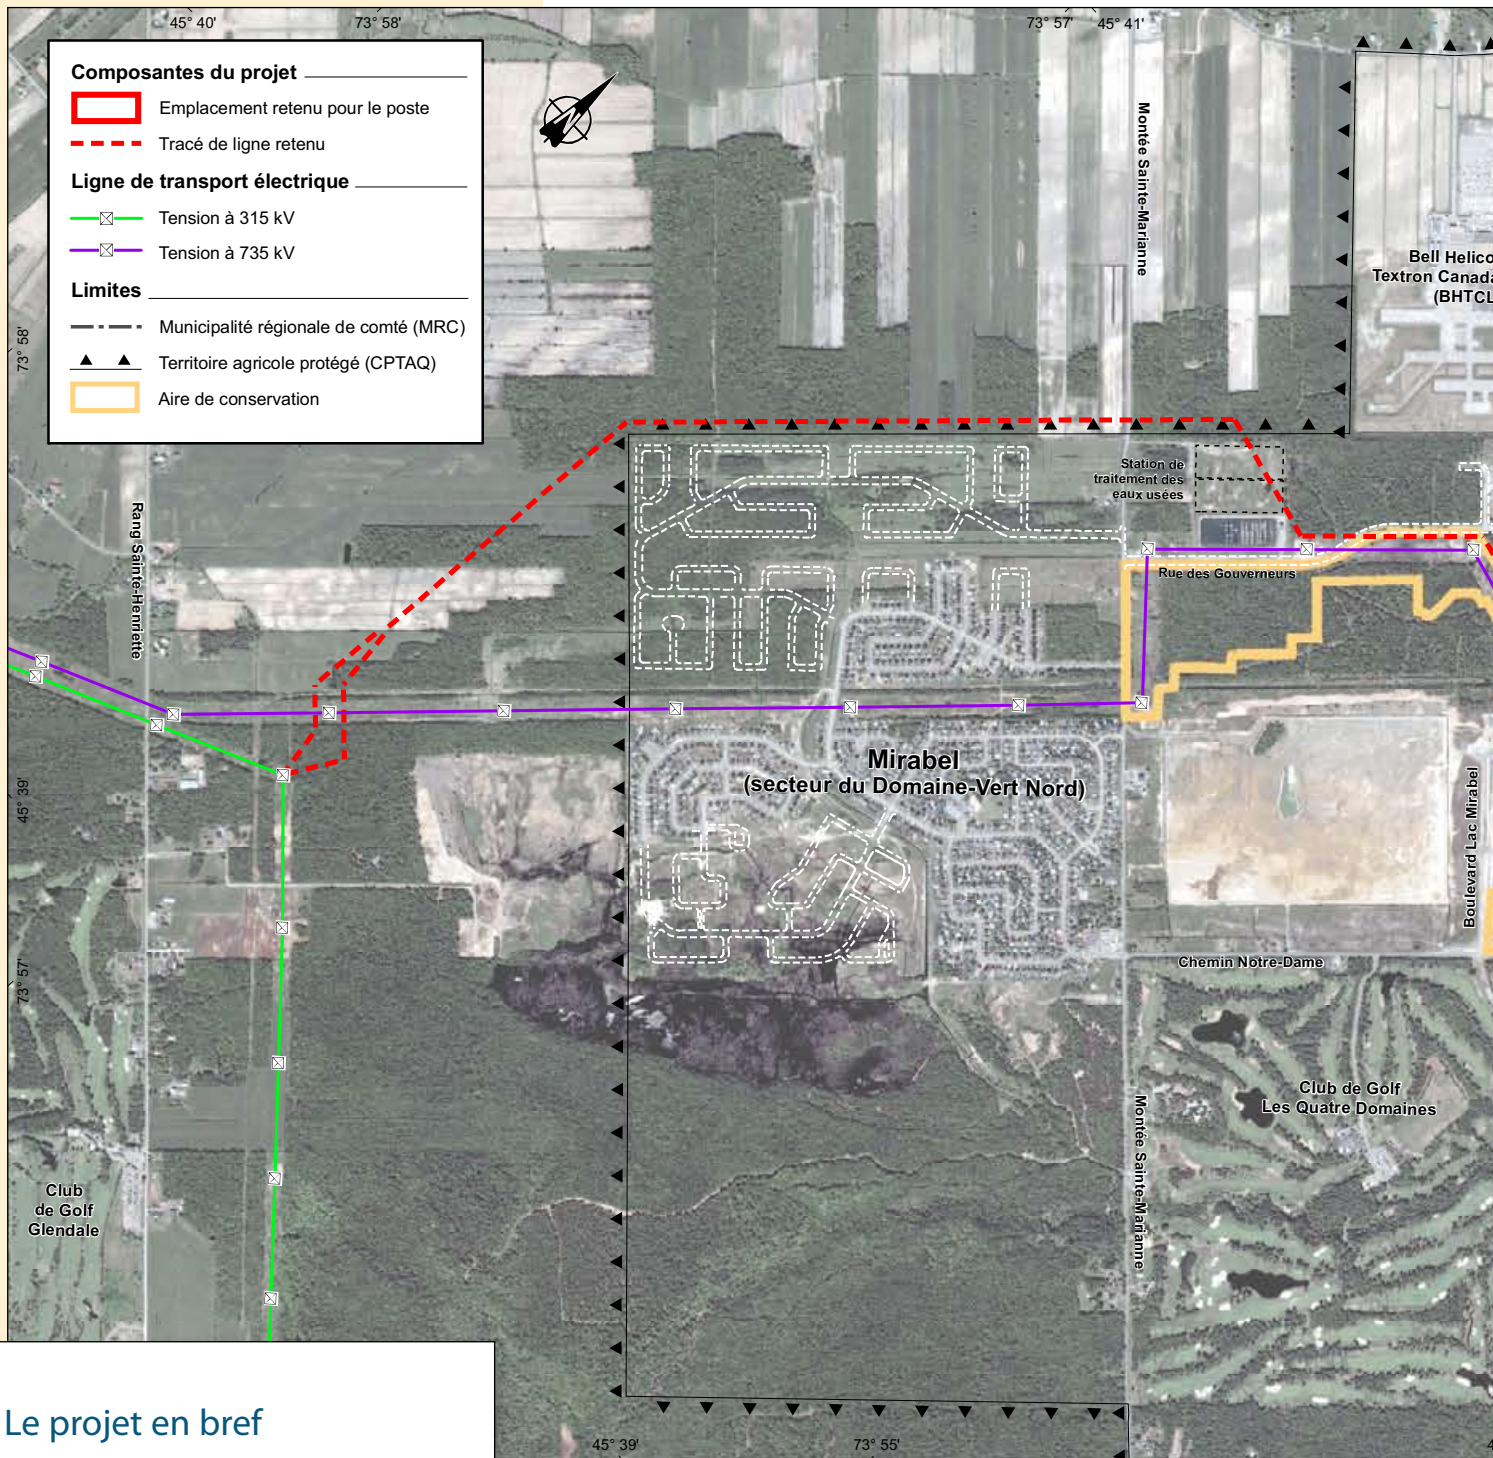 45° 40'
73° 58'
73° 57'
45° 41'
Composantes du projet
Emplacement retenu pour le poste
Tracé de ligne retenu
Ligne de transport électrique
Tension à 315 kV
Tension à 735 kV
Limites
Municipalité régionale de comté (MRC)
Territoire agricole protégé (CPTAQ)
Aire de conservation
Montée Sainte-Marianne
Bell Helico
Textron Canada
(BHTCL
73° 58'
Station de
traitement des
eaux usées
Rang Sainte-Henriette
Rue des Gouverneurs
Mirabel
(secteur du Domaine-Vert Nord)
45° 39'
Boulevard Lac Mirabel
Chemin Notre-Dame
73° 57'
Club de Golf
Les Quatre Domaines
Montée Sainte-Marianne
Club
de Golf
Glendale
Le projet en bref
45° 39'
73° 55'
4